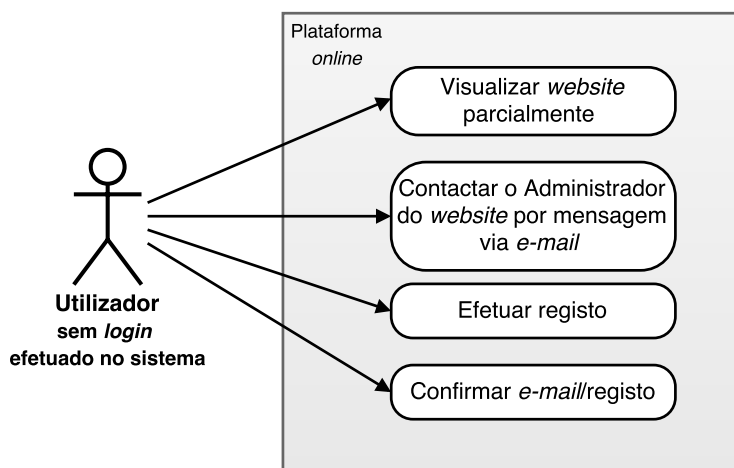 Plataforma
online
Visualizar website
parcialmente
Contactar o Administrador
do website por mensagem
via e-mail
Efetuar registo
Confirmar e-mail/registo
Utilizador
sem login
efetuado no sistema